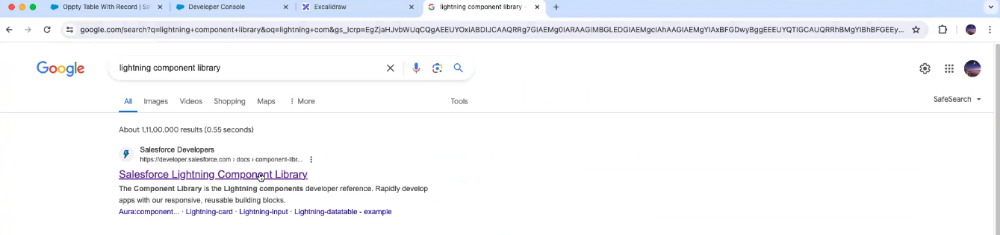 Oppty Table With Record | Sa
Developer Console
Excalidraw
lightning component library -
google.com/search?q=lightning+component+library&oq=lightning+com&gs_lcrp=EgZjaHJvbWUqCQgAEEUYOxiABDIJCAAQRRg7GIAEMg0IARAAGIMBGLEDGIAEMgcIAhAAGIAEMgYIAxBFGDwyBggEEEUYQTIGCAUQRRhBMgYIBhBFGEEy...
Google
lightning component library
All
Images
Videos
Shopping
Maps
More
Tools
SafeSearch
About 1,11,00,000 results (0.55 seconds)
Salesforce Developers
https://developer.salesforce.com › docs › component-libr...
Salesforce Lightning Component Library
The Component Library is the Lightning components developer reference. Rapidly develop
apps with our responsive, reusable building blocks.
Aura:component... · Lightning-card · Lightning-input · Lightning-datatable - example